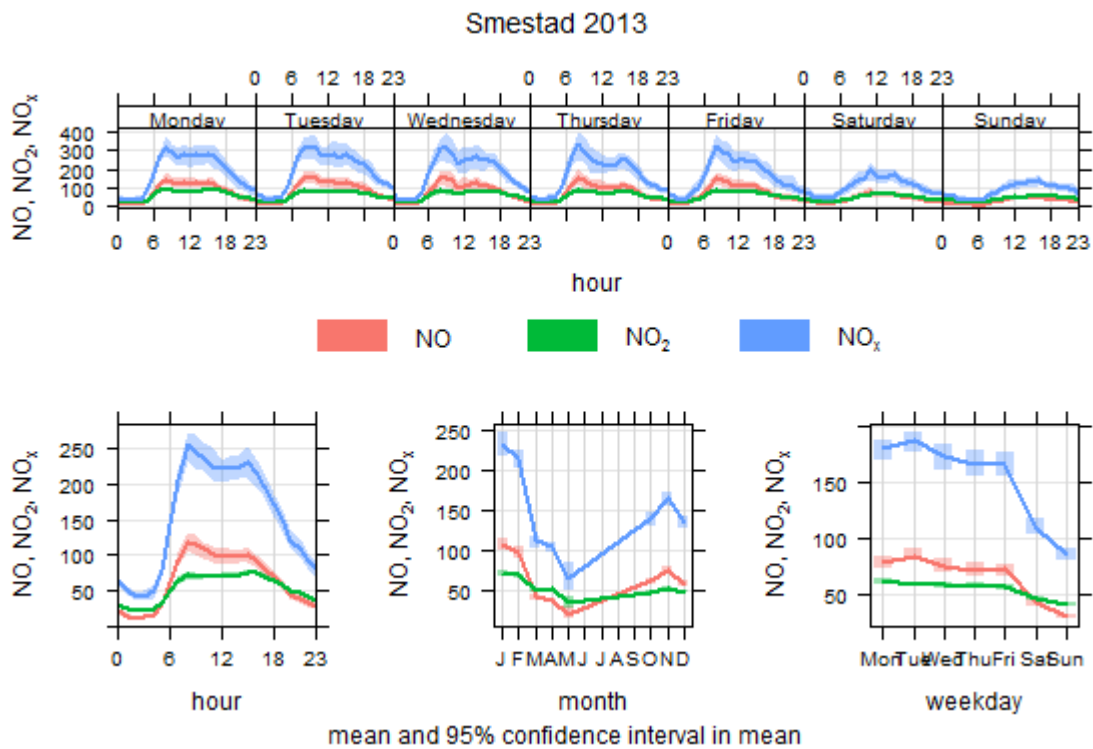 Smestad 2013
0 6 12 18 23 0 6 12 18 23 0 6 12 18 23
Monday Tuesday Wednesday Thursday Friday Saturday Sunday
NO, NO₂, NOₓ
400
300
200
100
0
0 6 12 18 23 0 6 12 18 23 0 6 12 18 23 0 6 12 18 23
hour
NO NO₂ NOₓ
NO, NO₂, NOₓ
250
200
150
100
50
0 6 12 18 23
hour
NO, NO₂, NOₓ
250
200
150
100
50
J F M A M J J A S O N D
month
NO, NO₂, NOₓ
150
100
50
Mon Tue Wed Thu Fri Sat Sun
weekday
mean and 95% confidence interval in mean